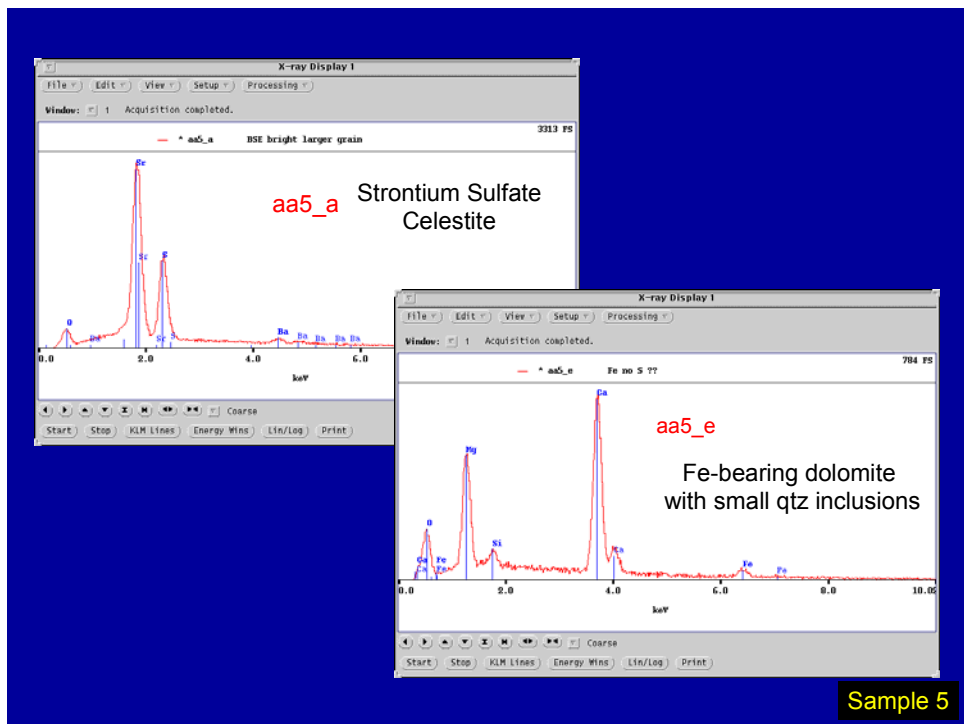 X-ray Display 1
File Edit View Setup Processing
Window: 1 Acquisition completed.
3313 FS
^ aa5_a BSE bright larger grain
Sr
aa5_a
Strontium Sulfate
Celestite
Sr
S
O
Ba
Sr S
Ba
Ba
Ba Ba
0.0 2.0 4.0 6.0
keV
Coarse
Start Stop KLM Lines Energy Wins Lin/Log Print
X-ray Display 1
File Edit View Setup Processing
Window: 1 Acquisition completed.
784 FS
^ aa5_e Fe no S ??
Ca
aa5_e
Mg
Fe-bearing dolomite
with small qtz inclusions
O
Si
Ca
Ca Fe
Ca Fe
Fe
Fe
0.0 2.0 4.0 6.0 8.0
keV
Coarse
Start Stop KLM Lines Energy Wins Lin/Log Print
Sample 5